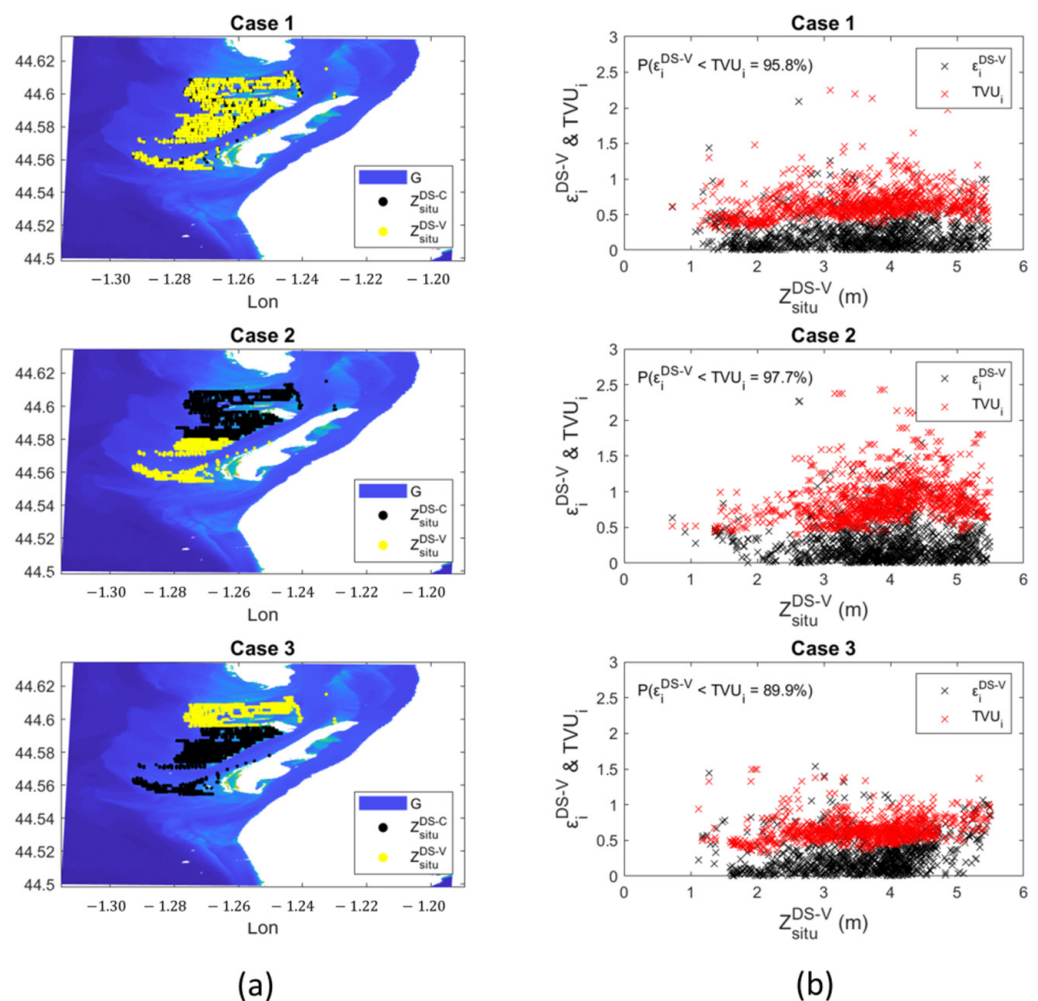 Case 1
44.62
44.6
44.58
44.56
44.54
44.52
44.5
−1.30 −1.28 −1.26 −1.24 −1.22 −1.20
Lon
G
Z_situ^DS-C
Z_situ^DS-V
Case 1
3
2.5
2
1.5
1
0.5
0
ε_i^DS-V & TVU_i
P(ε_i^DS-V < TVU_i = 95.8%)
ε_i^DS-V
TVU_i
0 1 2 3 4 5 6
Z_situ^DS-V (m)
Case 2
44.62
44.6
44.58
44.56
44.54
44.52
44.5
−1.30 −1.28 −1.26 −1.24 −1.22 −1.20
Lon
G
Z_situ^DS-C
Z_situ^DS-V
Case 2
3
2.5
2
1.5
1
0.5
0
ε_i^DS-V & TVU_i
P(ε_i^DS-V < TVU_i = 97.7%)
ε_i^DS-V
TVU_i
0 1 2 3 4 5 6
Z_situ^DS-V (m)
Case 3
44.62
44.6
44.58
44.56
44.54
44.52
44.5
−1.30 −1.28 −1.26 −1.24 −1.22 −1.20
Lon
G
Z_situ^DS-C
Z_situ^DS-V
Case 3
3
2.5
2
1.5
1
0.5
0
ε_i^DS-V & TVU_i
P(ε_i^DS-V < TVU_i = 89.9%)
ε_i^DS-V
TVU_i
0 1 2 3 4 5 6
Z_situ^DS-V (m)
(a)
(b)